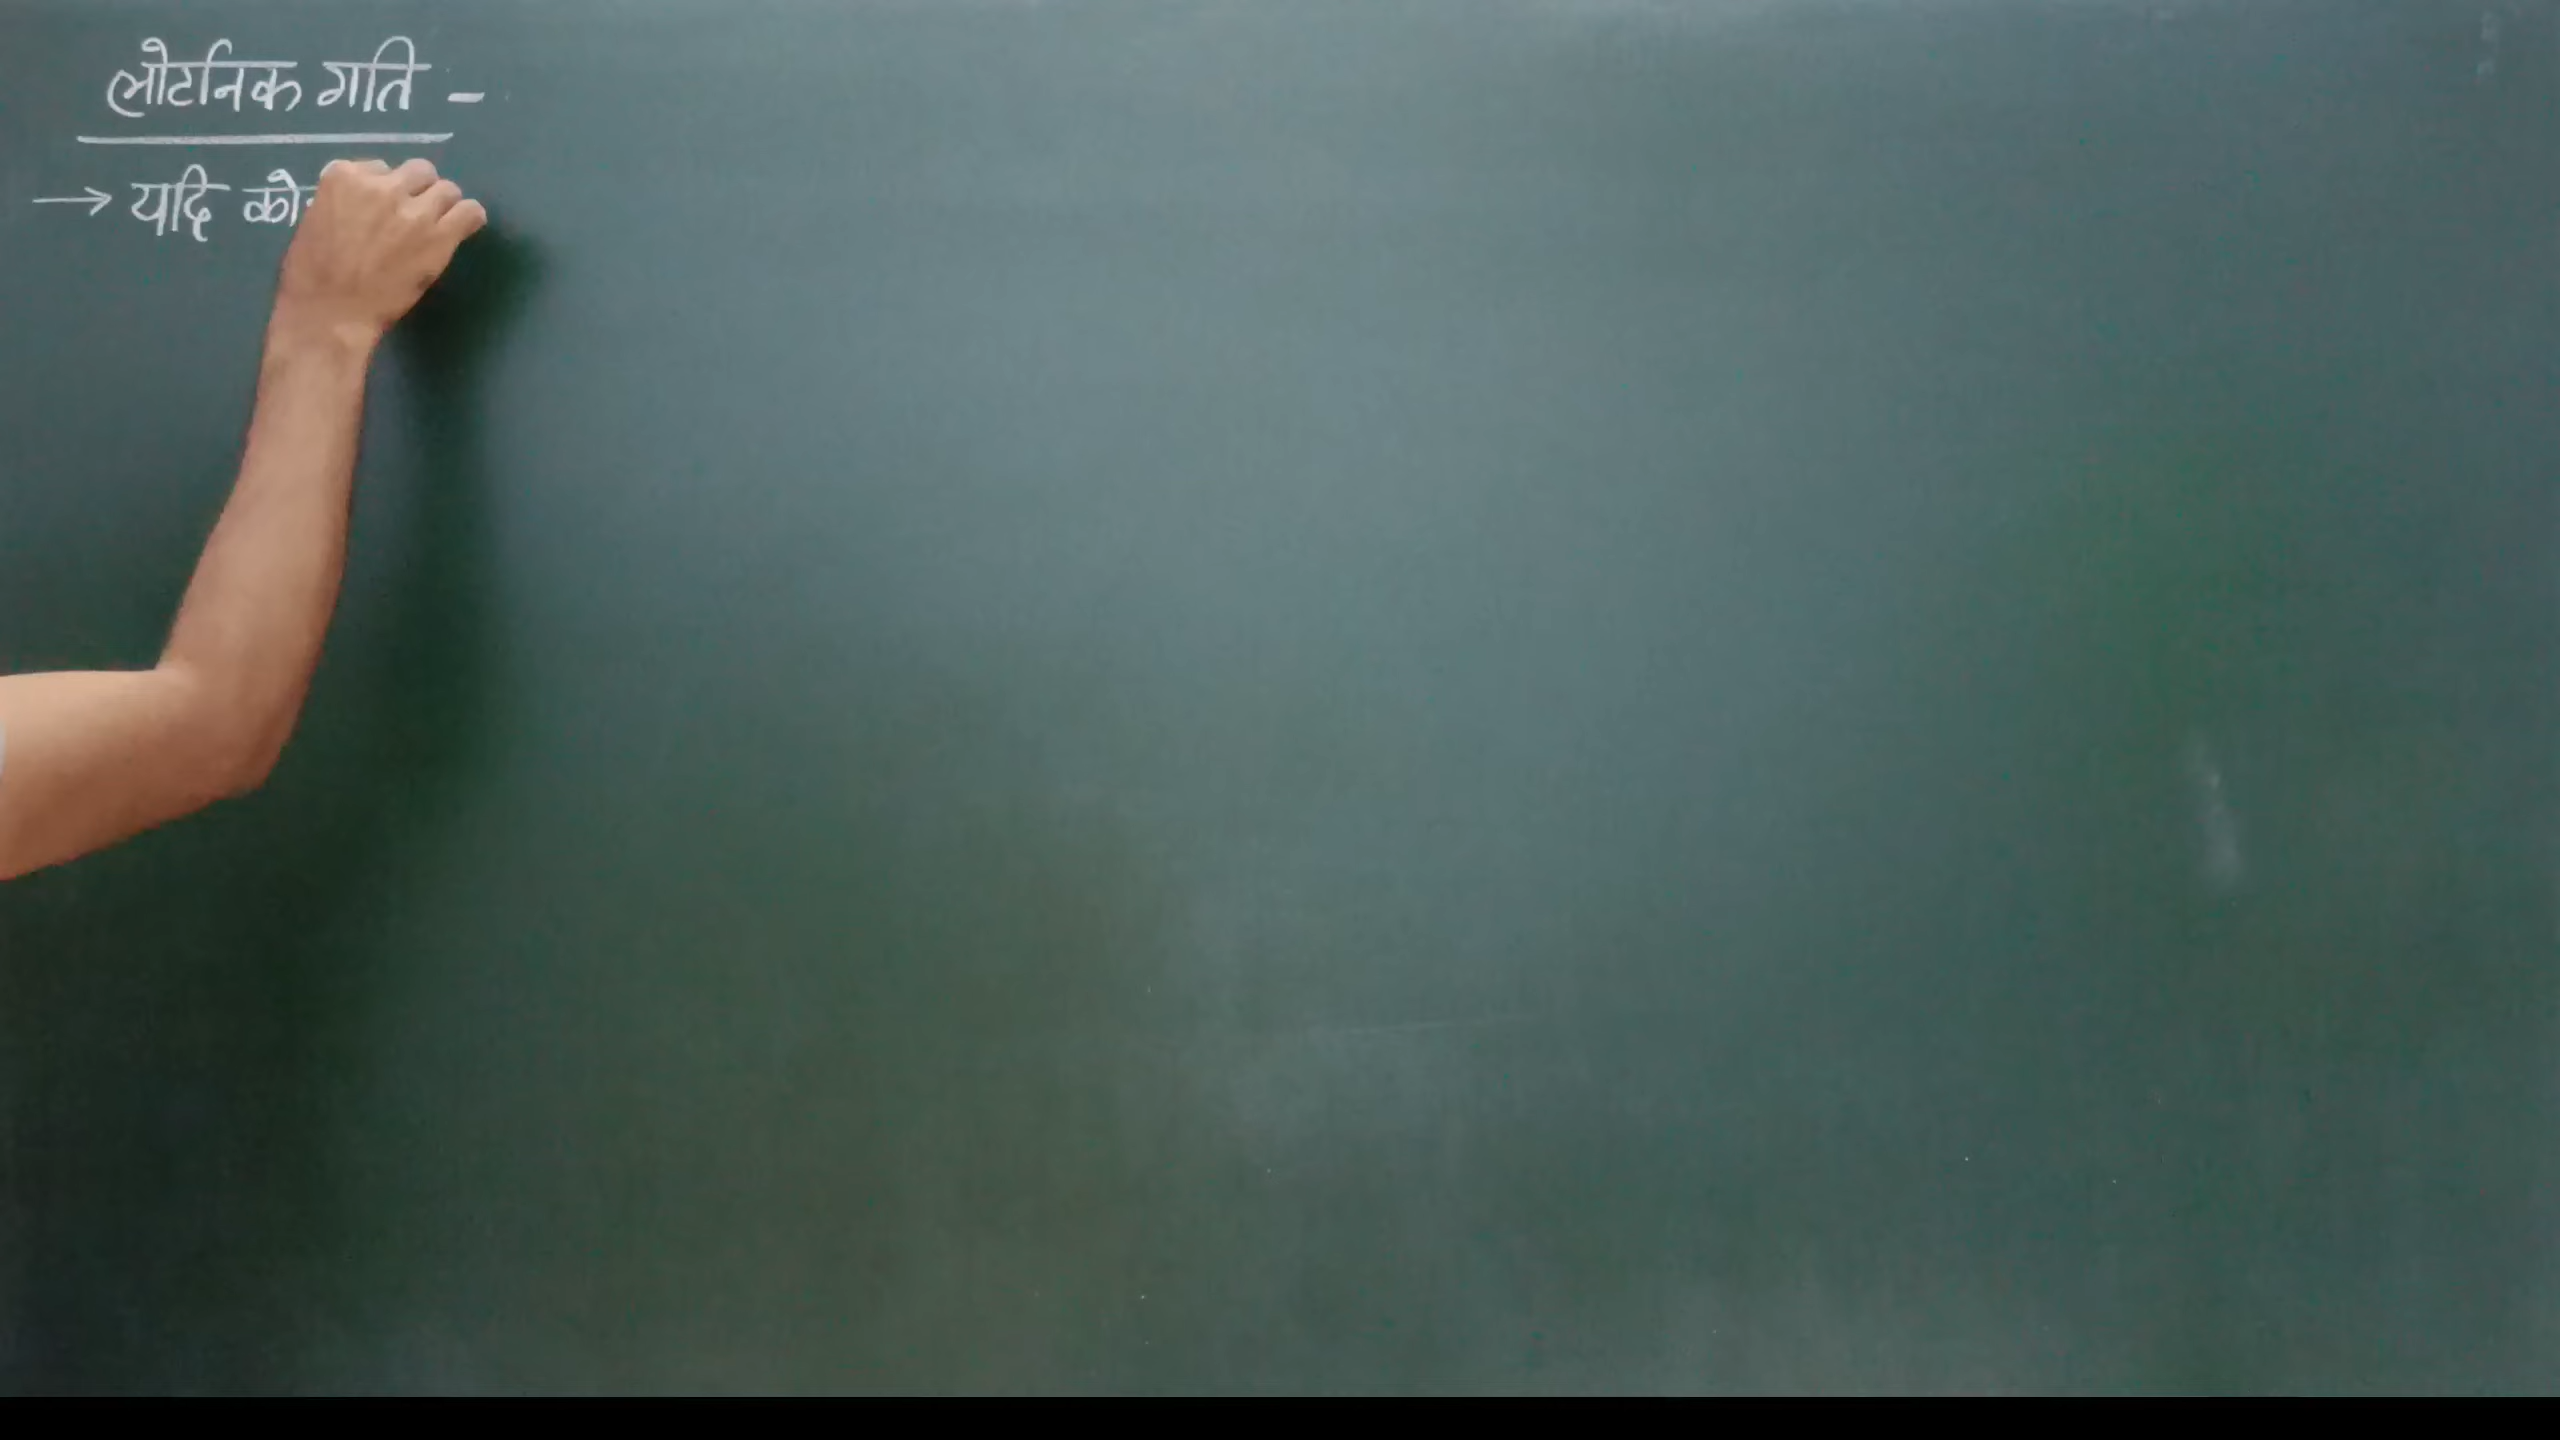 लोटनिक गति -
→ यदि को